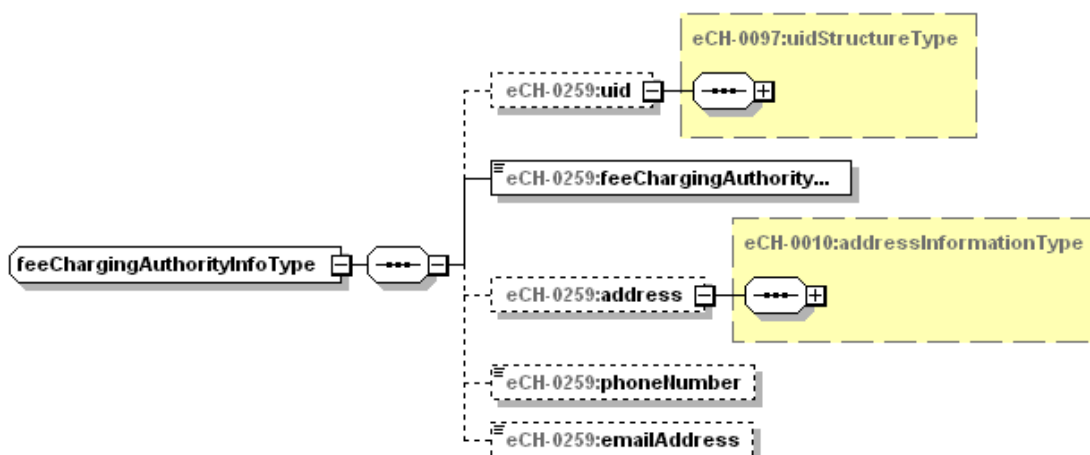 eCH-0097:uidStructureType
eCH-0259:uid
eCH-0259:feeChargingAuthority...
eCH-0010:addressInformationType
feeChargingAuthorityInfoType
eCH-0259:address
eCH-0259:phoneNumber
eCH-0259:emailAddress